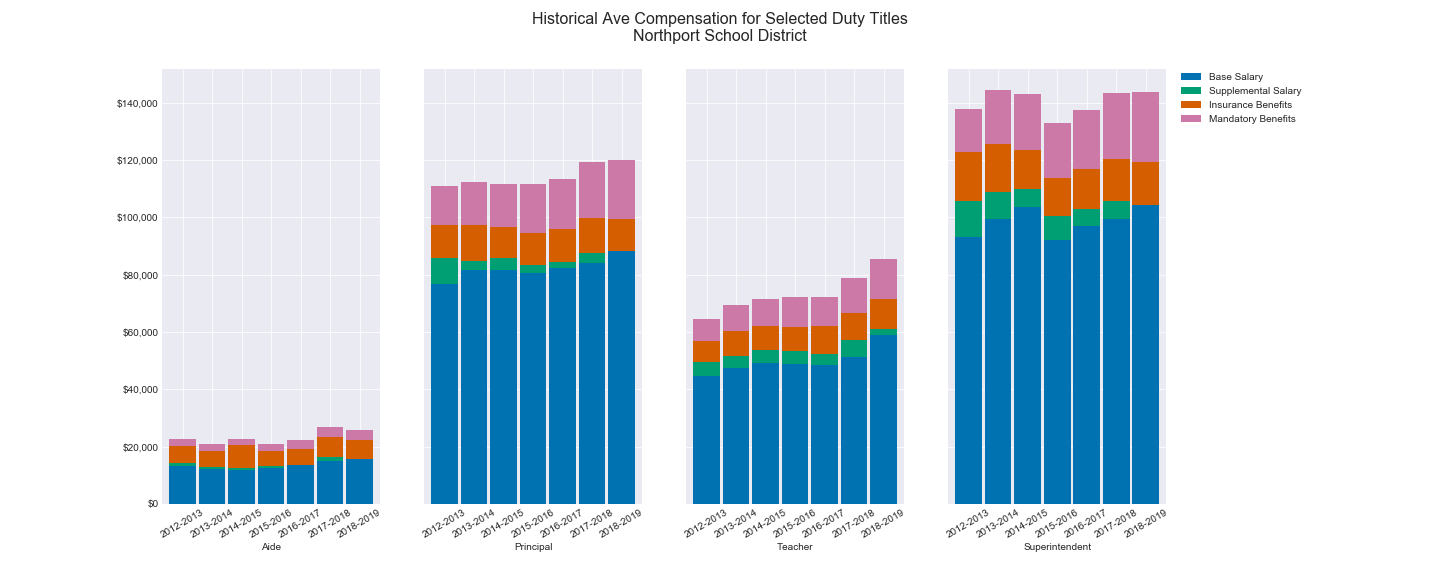 Historical Ave Compensation for Selected Duty Titles
Northport School District
Base Salary
Supplemental Salary
Insurance Benefits
Mandatory Benefits
$140,000
$120,000
$100,000
$80,000
$60,000
$40,000
$20,000
$0
2012-2013 2013-2014 2014-2015 2015-2016 2016-2017 2017-2018 2018-2019
Aide
2012-2013 2013-2014 2014-2015 2015-2016 2016-2017 2017-2018 2018-2019
Principal
2012-2013 2013-2014 2014-2015 2015-2016 2016-2017 2017-2018 2018-2019
Teacher
2012-2013 2013-2014 2014-2015 2015-2016 2016-2017 2017-2018 2018-2019
Superintendent